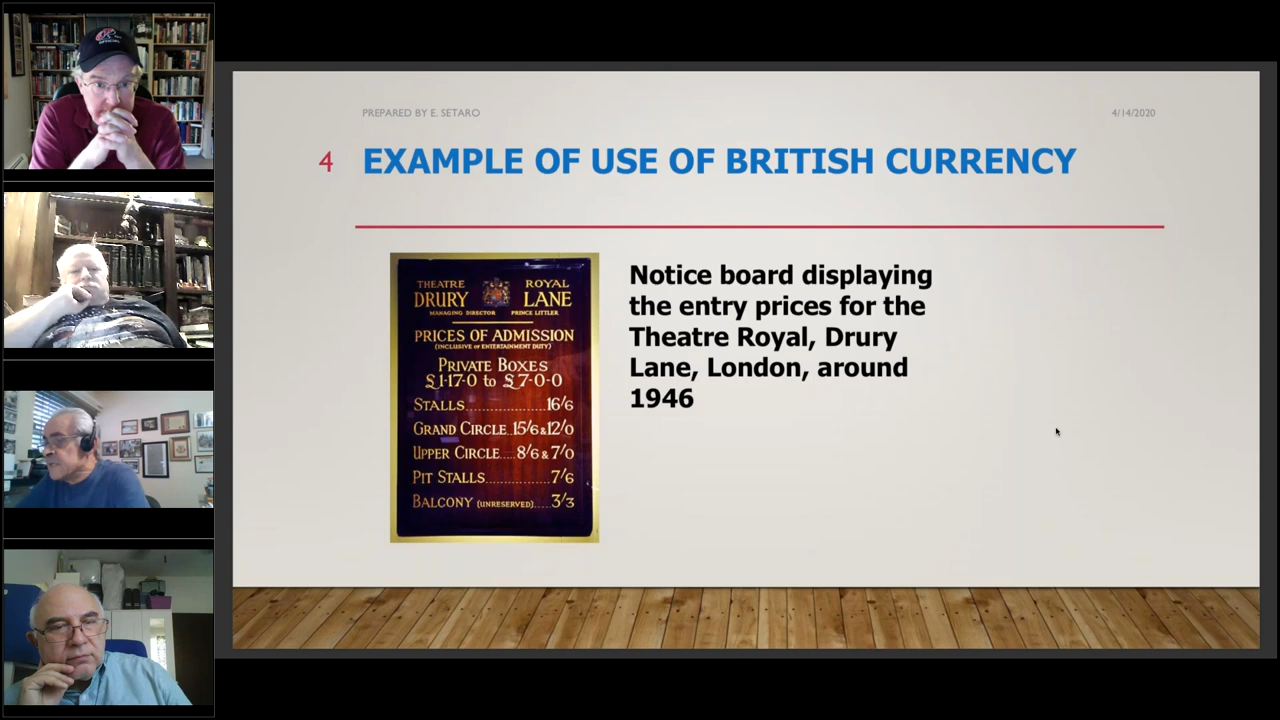 PREPARED BY E. SETARO
4/14/2020
4 EXAMPLE OF USE OF BRITISH CURRENCY
THEATRE ROYAL
DRURY LANE
MANAGING DIRECTOR PRINCE LITTLER
PRICES OF ADMISSION
(INCLUSIVE OF ENTERTAINMENT DUTY)
PRIVATE BOXES
£1-17-0 to £7-0-0
STALLS..................16/6
GRAND CIRCLE..15/6&12/0
UPPER CIRCLE....8/6 & 7/0
PIT STALLS................7/6
BALCONY (UNRESERVED).....3/3
Notice board displaying
the entry prices for the
Theatre Royal, Drury
Lane, London, around
1946